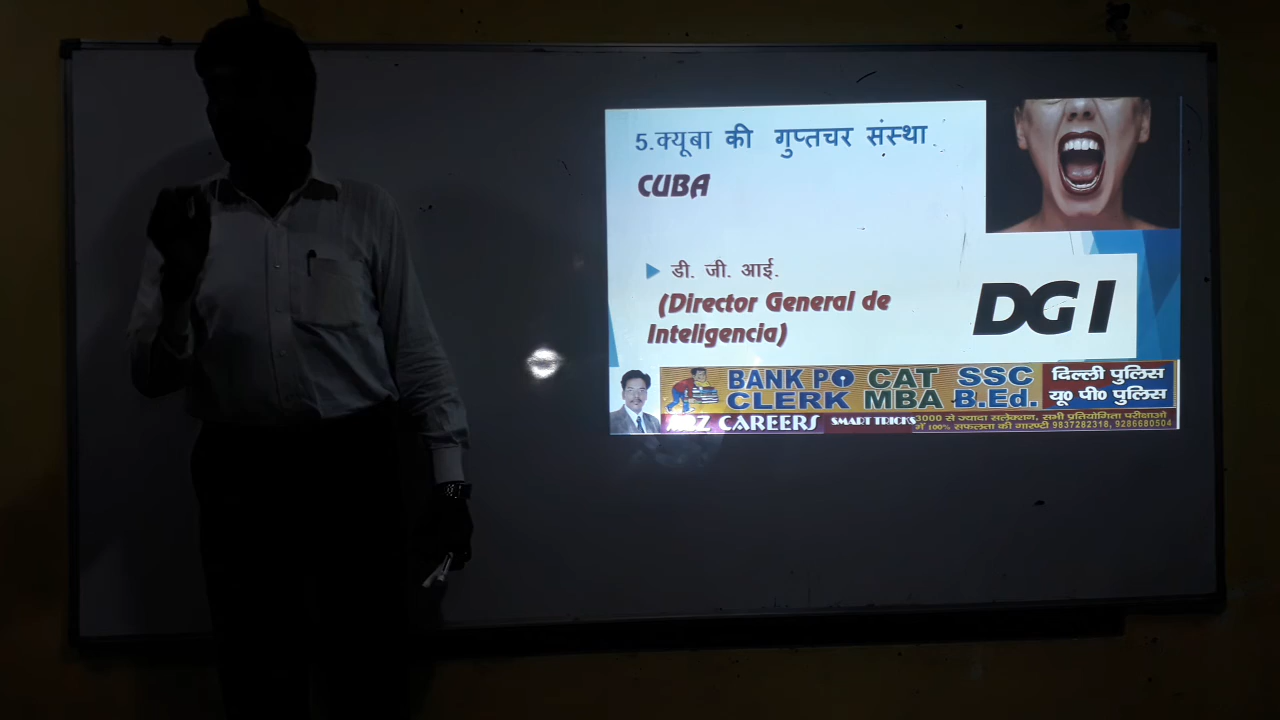 5.क्यूबा की गुप्तचर संस्था
CUBA
डी. जी. आई.
(Director General de
Inteligencia)
DGI
BANK PO
CLERK
CAT
MBA
SSC
B.Ed.
दिल्ली पुलिस
यू० पी० पुलिस
CAREERS
SMART TRICKS
3000 से ज्यादा सलेक्शन, सभी प्रतियोगिता परीक्षाओ
में 100% सफलता की गारण्टी 9837282318, 9286680504